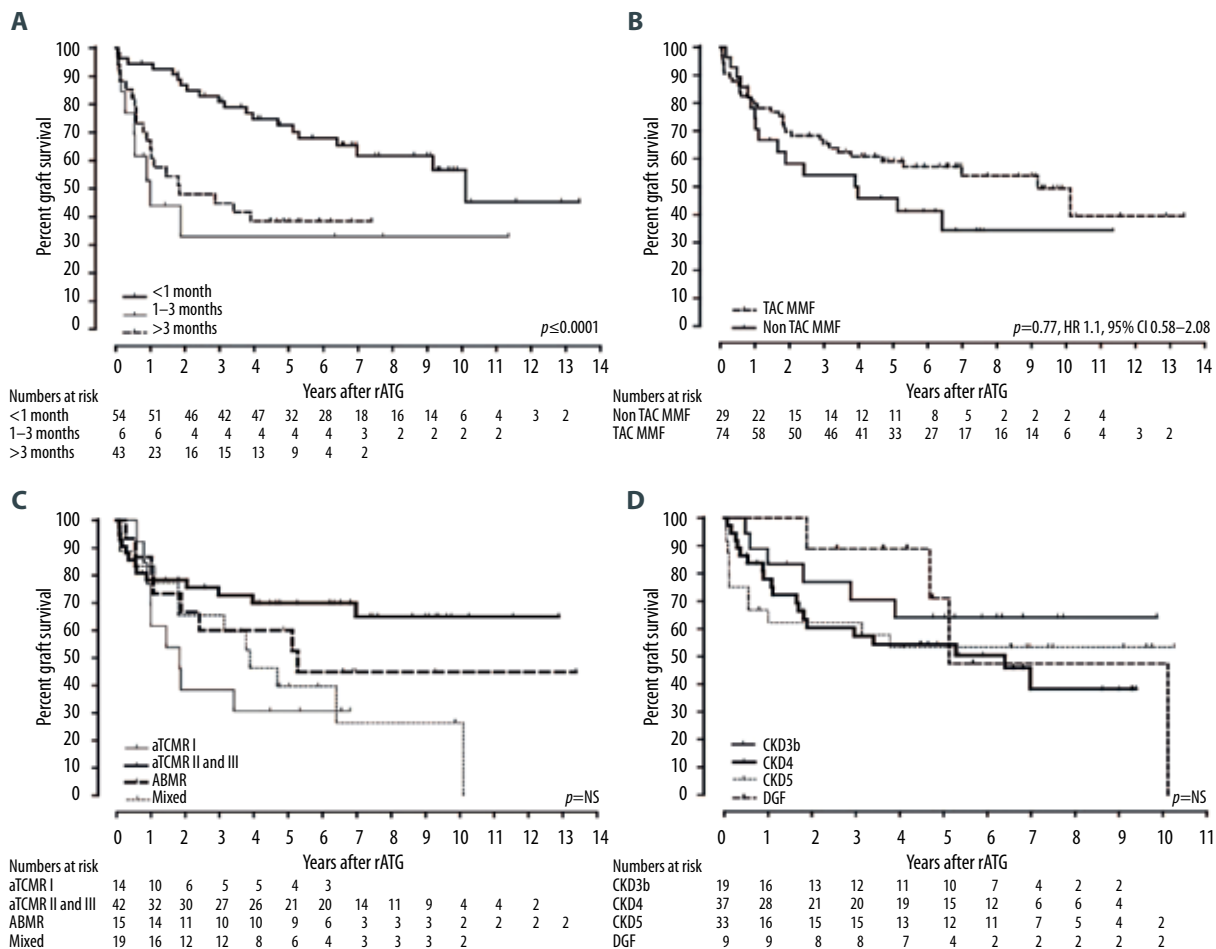 A
Percent graft survival
100
90
80
70
60
50
40
30
20
10
0
<1 month
1–3 months
>3 months
p≤0.0001
0 1 2 3 4 5 6 7 8 9 10 11 12 13 14
Years after rATG
Numbers at risk
<1 month 54 51 46 42 47 32 28 18 16 14 6 4 3 2
1–3 months 6 6 4 4 4 4 4 3 2 2 2 2
>3 months 43 23 16 15 13 9 4 2
B
Percent graft survival
100
90
80
70
60
50
40
30
20
10
0
TAC MMF
Non TAC MMF
p=0.77, HR 1.1, 95% CI 0.58–2.08
0 1 2 3 4 5 6 7 8 9 10 11 12 13 14
Years after rATG
Numbers at risk
Non TAC MMF 29 22 15 14 12 11 8 5 2 2 2 4
TAC MMF 74 58 50 46 41 33 27 17 16 14 6 4 3 2
C
Percent graft survival
100
90
80
70
60
50
40
30
20
10
0
aTCMR I
aTCMR II and III
ABMR
Mixed
p=NS
0 1 2 3 4 5 6 7 8 9 10 11 12 13 14
Years after rATG
Numbers at risk
aTCMR I 14 10 6 5 5 4 3
aTCMR II and III 42 32 30 27 26 21 20 14 11 9 4 4 2
ABMR 15 14 11 10 10 9 6 3 3 3 2 2 2 2
Mixed 19 16 12 12 8 6 4 3 3 3 2
D
Percent graft survival
100
90
80
70
60
50
40
30
20
10
0
CKD3b
CKD4
CKD5
DGF
p=NS
0 1 2 3 4 5 6 7 8 9 10 11
Years after rATG
Numbers at risk
CKD3b 19 16 13 12 11 10 7 4 2 2
CKD4 37 28 21 20 19 15 12 6 6 4
CKD5 33 16 15 15 13 12 11 7 5 4 2
DGF 9 9 8 8 7 4 2 2 2 2 2